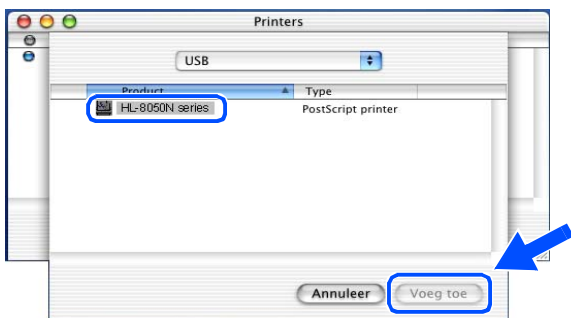 Printers
USB
Product Type
HL-8050N series PostScript printer
Annuleer Voeg toe